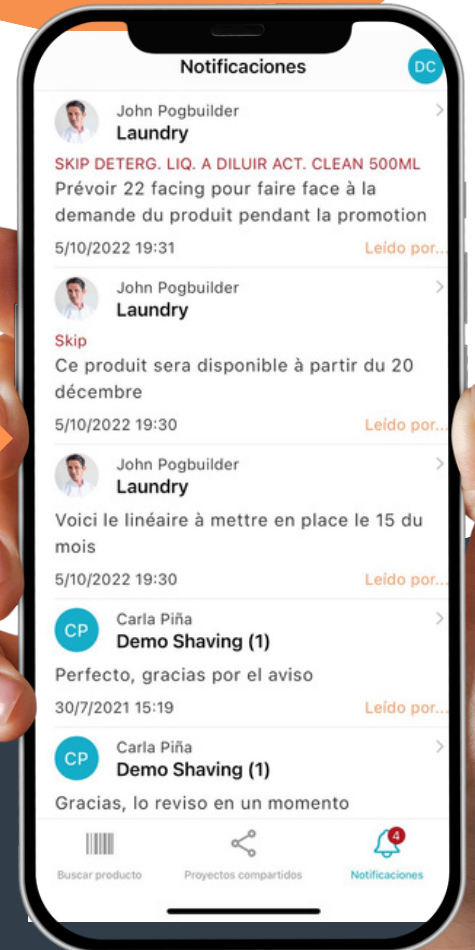 Notificaciones
DC
John Pogbuilder
Laundry
SKIP DETERG. LIQ. A DILUIR ACT. CLEAN 500ML
Prévoir 22 facing pour faire face à la
demande du produit pendant la promotion
5/10/2022 19:31
Leído por...
John Pogbuilder
Laundry
Skip
Ce produit sera disponible à partir du 20
décembre
5/10/2022 19:30
Leído por...
John Pogbuilder
Laundry
Voici le linéaire à mettre en place le 15 du
mois
5/10/2022 19:30
Leído por...
CP
Carla Piña
Demo Shaving (1)
Perfecto, gracias por el aviso
30/7/2021 15:19
Leído por...
CP
Carla Piña
Demo Shaving (1)
Gracias, lo reviso en un momento
4
Buscar producto
Proyectos compartidos
Notificaciones